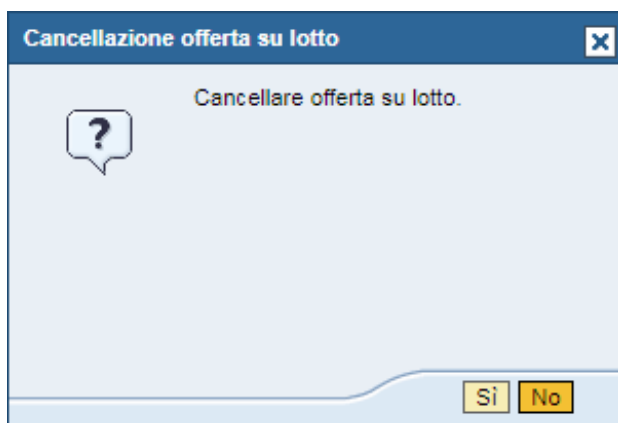 Cancellazione offerta su lotto
Cancellare offerta su lotto.
?
Sì No